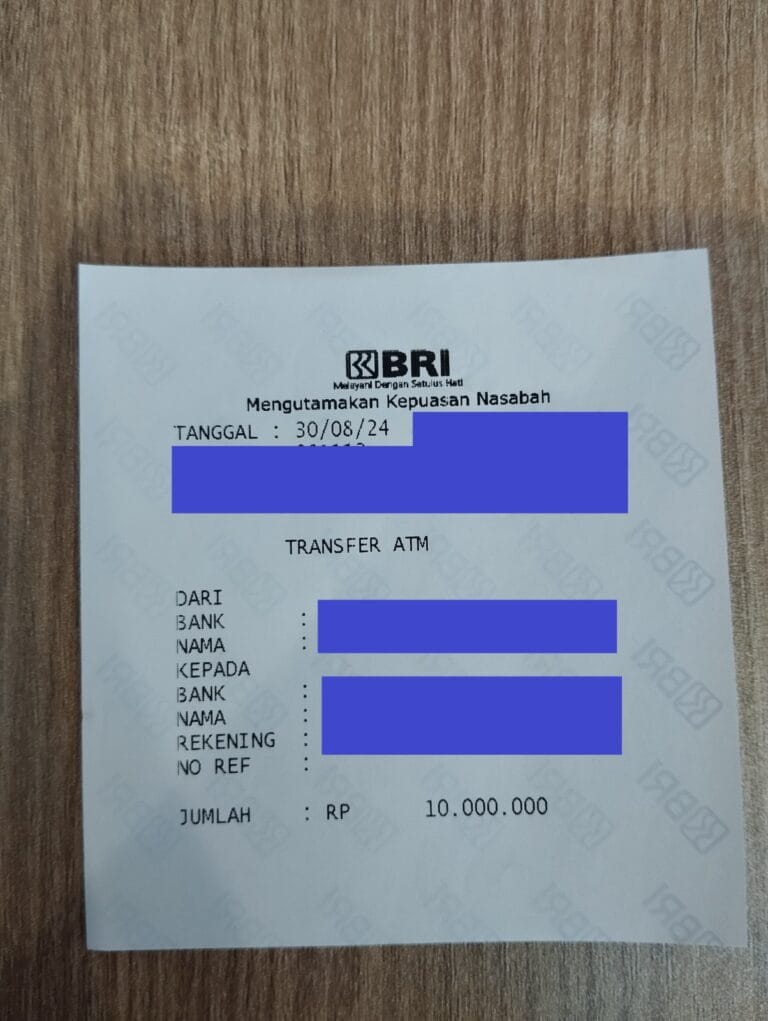 BRI
Melayani Dengan Setulus Hati
Mengutamakan Kepuasan Nasabah
TANGGAL : 30/08/24
TRANSFER ATM
DARI
BANK :
NAMA :
KEPADA
BANK :
NAMA :
REKENING :
NO REF :
JUMLAH : RP 10.000.000